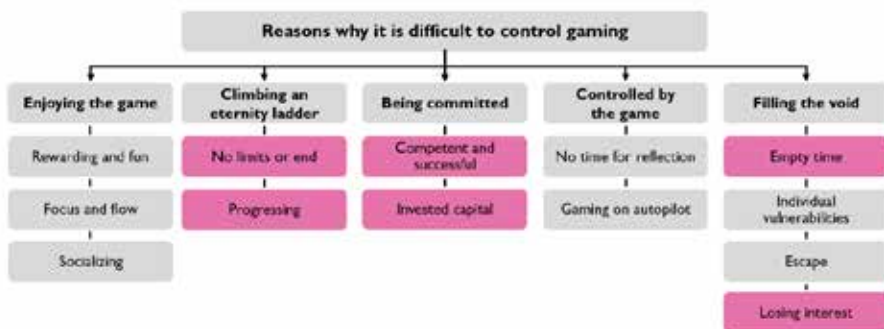 Reasons why it is difficult to control gaming
Enjoying the game
Climbing an
eternity ladder
Being committed
Controlled by
the game
Filling the void
Rewarding and fun
No limits or end
Competent and
successful
No time for reflection
Empty time
Focus and flow
Progressing
Invested capital
Gaming on autopilot
Individual
vulnerabilities
Socializing
Escape
Losing interest